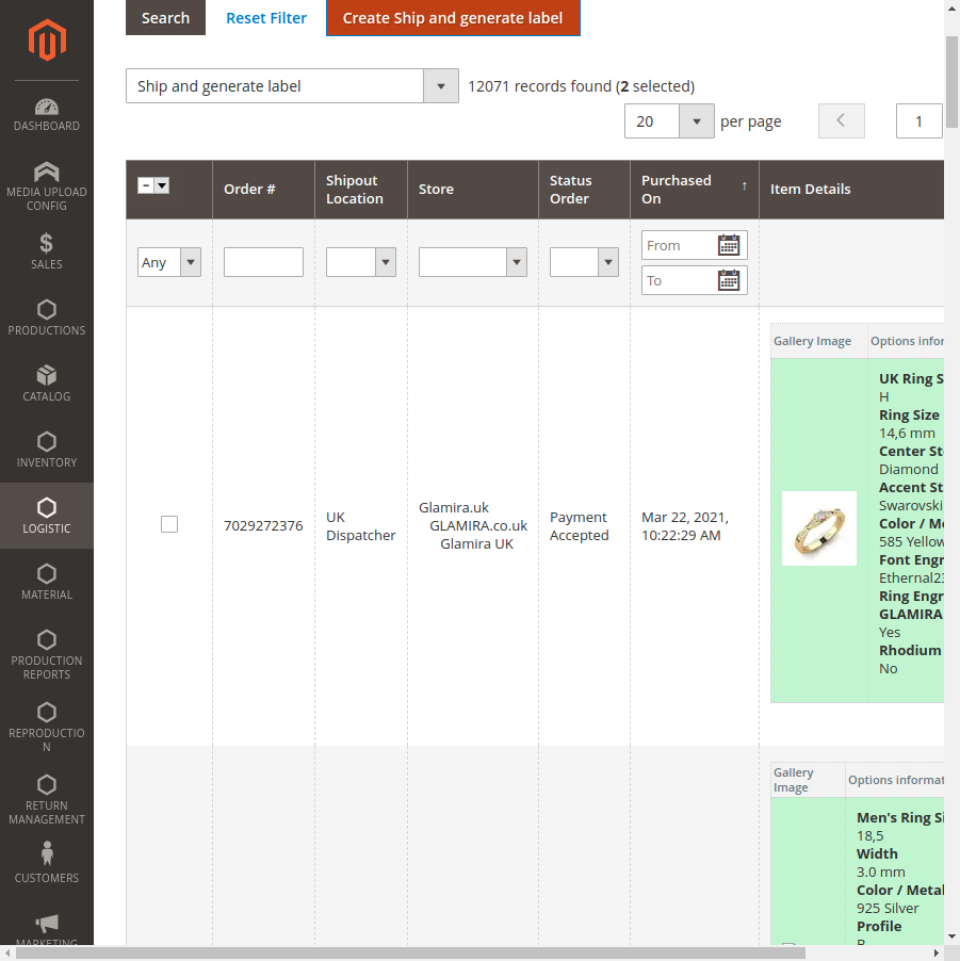 Search
Reset Filter
Create Ship and generate label
Ship and generate label
12071 records found (2 selected)
20
per page
1
DASHBOARD
MEDIA UPLOAD
CONFIG
SALES
PRODUCTIONS
CATALOG
INVENTORY
LOGISTIC
MATERIAL
PRODUCTION
REPORTS
REPRODUCTIO
N
RETURN
MANAGEMENT
CUSTOMERS
MARKETING
Order #
Shipout
Location
Store
Status
Order
Purchased
On
↑
Item Details
Any
From
To
7029272376
UK
Dispatcher
Glamira.uk
GLAMIRA.co.uk
Glamira UK
Payment
Accepted
Mar 22, 2021,
10:22:29 AM
Gallery Image
Options infor
UK Ring S
H
Ring Size
14,6 mm
Center St
Diamond
Accent St
Swarovski
Color / Me
585 Yellow
Font Engr
Ethernal23
Ring Engr
GLAMIRA
Yes
Rhodium
No
Gallery
Image
Options informat
Men's Ring Si
18,5
Width
3.0 mm
Color / Metal
925 Silver
Profile